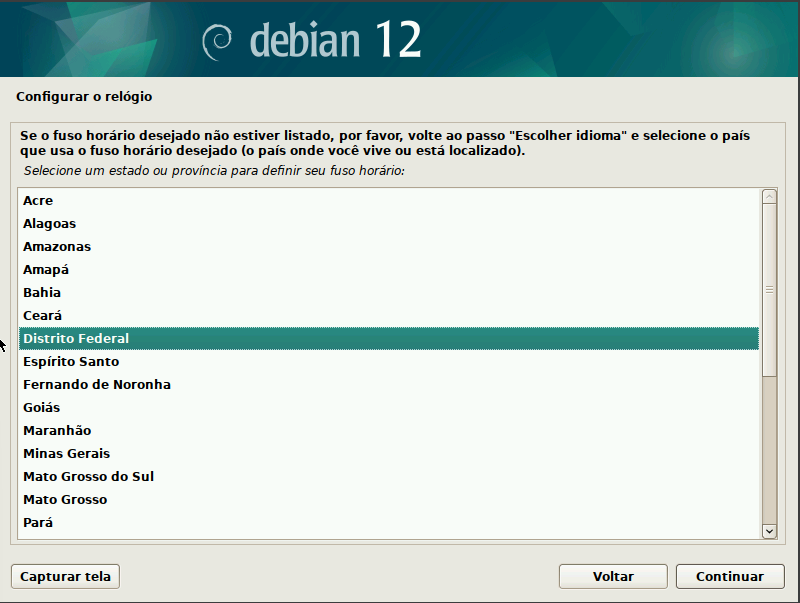 debian 12
Configurar o relógio
Se o fuso horário desejado não estiver listado, por favor, volte ao passo "Escolher idioma" e selecione o país
que usa o fuso horário desejado (o país onde você vive ou está localizado).
Selecione um estado ou província para definir seu fuso horário:
Acre
Alagoas
Amazonas
Amapá
Bahia
Ceará
Distrito Federal
Espírito Santo
Fernando de Noronha
Goiás
Maranhão
Minas Gerais
Mato Grosso do Sul
Mato Grosso
Pará
Capturar tela
Voltar
Continuar